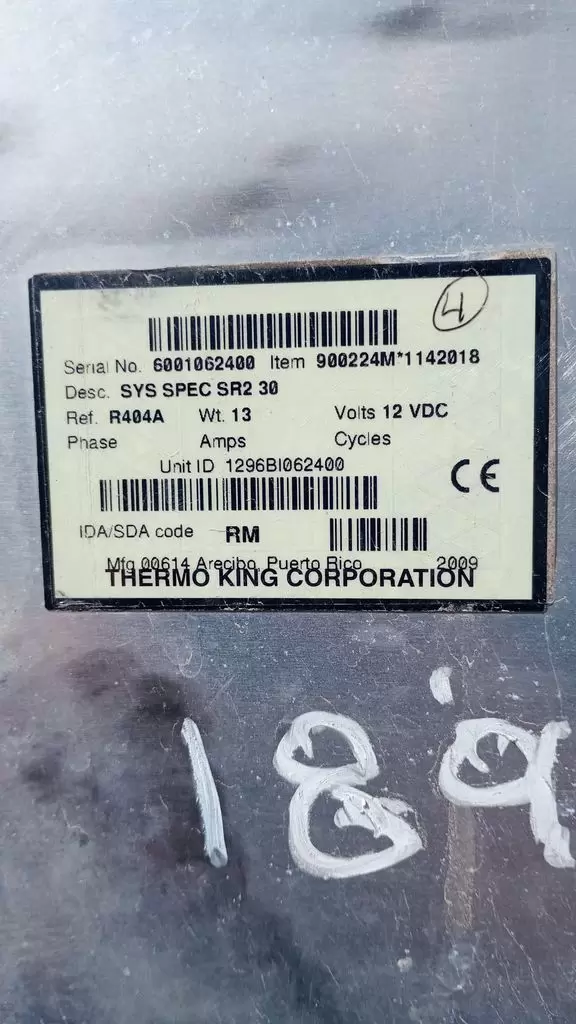 4
Serial No. 6001062400 Item 900224M*1142018
Desc. SYS SPEC SR2 30
Ref. R404A Wt. 13 Volts 12 VDC
Phase Amps Cycles
Unit ID 1296BI062400
CE
IDA/SDA code RM
Mfg 00614 Arecibo, Puerto Rico 2009
THERMO KING CORPORATION
189